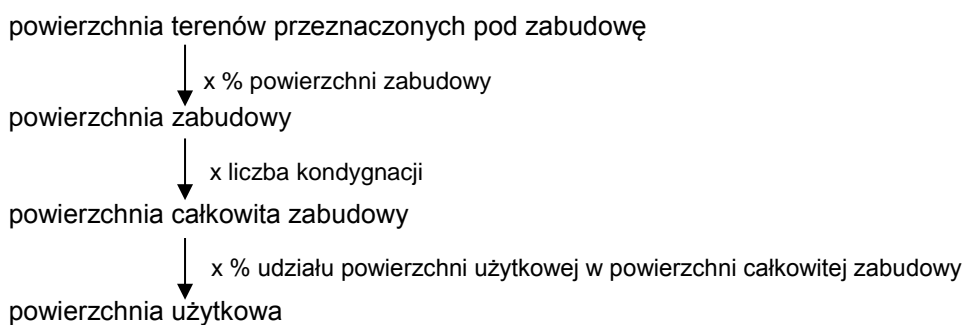 powierzchnia terenów przeznaczonych pod zabudowę
x % powierzchni zabudowy
powierzchnia zabudowy
x liczba kondygnacji
powierzchnia całkowita zabudowy
x % udziału powierzchni użytkowej w powierzchni całkowitej zabudowy
powierzchnia użytkowa